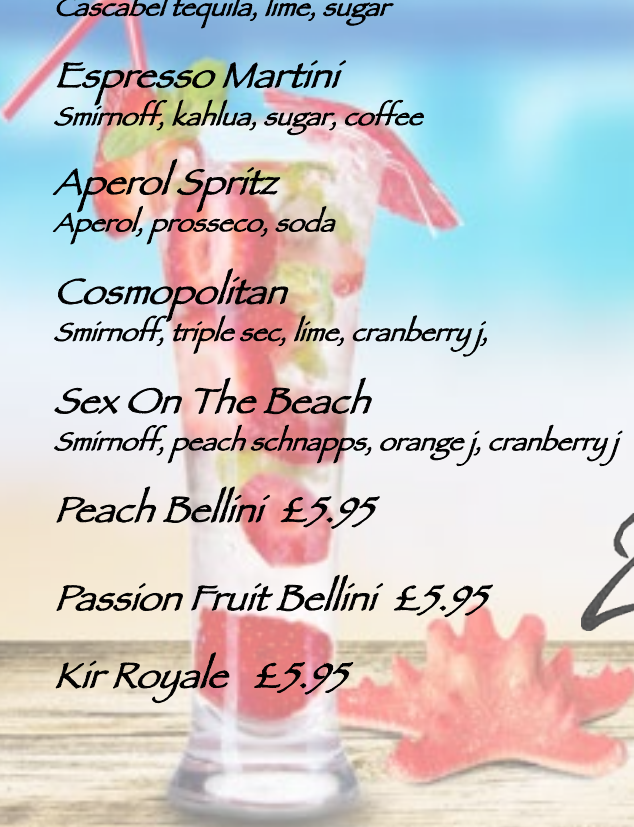 Cascabel tequila, lime, sugar
Espresso Martini
Smirnoff, kahlua, sugar, coffee
Aperol Spritz
Aperol, prosseco, soda
Cosmopolitan
Smirnoff, triple sec, lime, cranberry j,
Sex On The Beach
Smirnoff, peach schnapps, orange j, cranberry j
Peach Bellini £5.95
Passion Fruit Bellini £5.95
Kir Royale £5.95